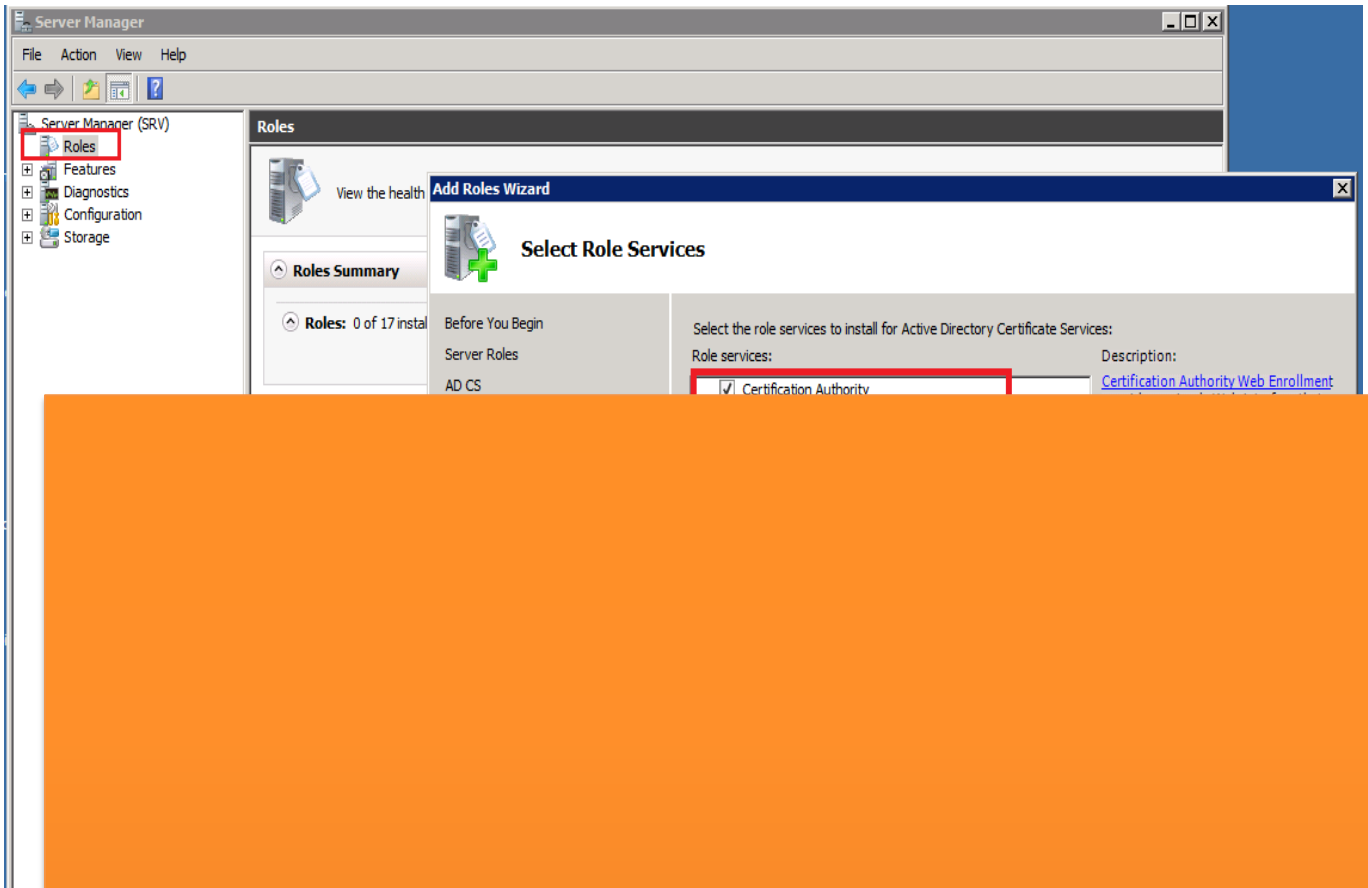 Server Manager
File Action View Help
Server Manager (SRV)
Roles
Features
Diagnostics
Configuration
Storage
Roles
View the health
Roles Summary
Roles: 0 of 17 instal
Add Roles Wizard
Select Role Services
Before You Begin
Server Roles
AD CS
Select the role services to install for Active Directory Certificate Services:
Role services:
Certification Authority
Description:
Certification Authority Web Enrollment